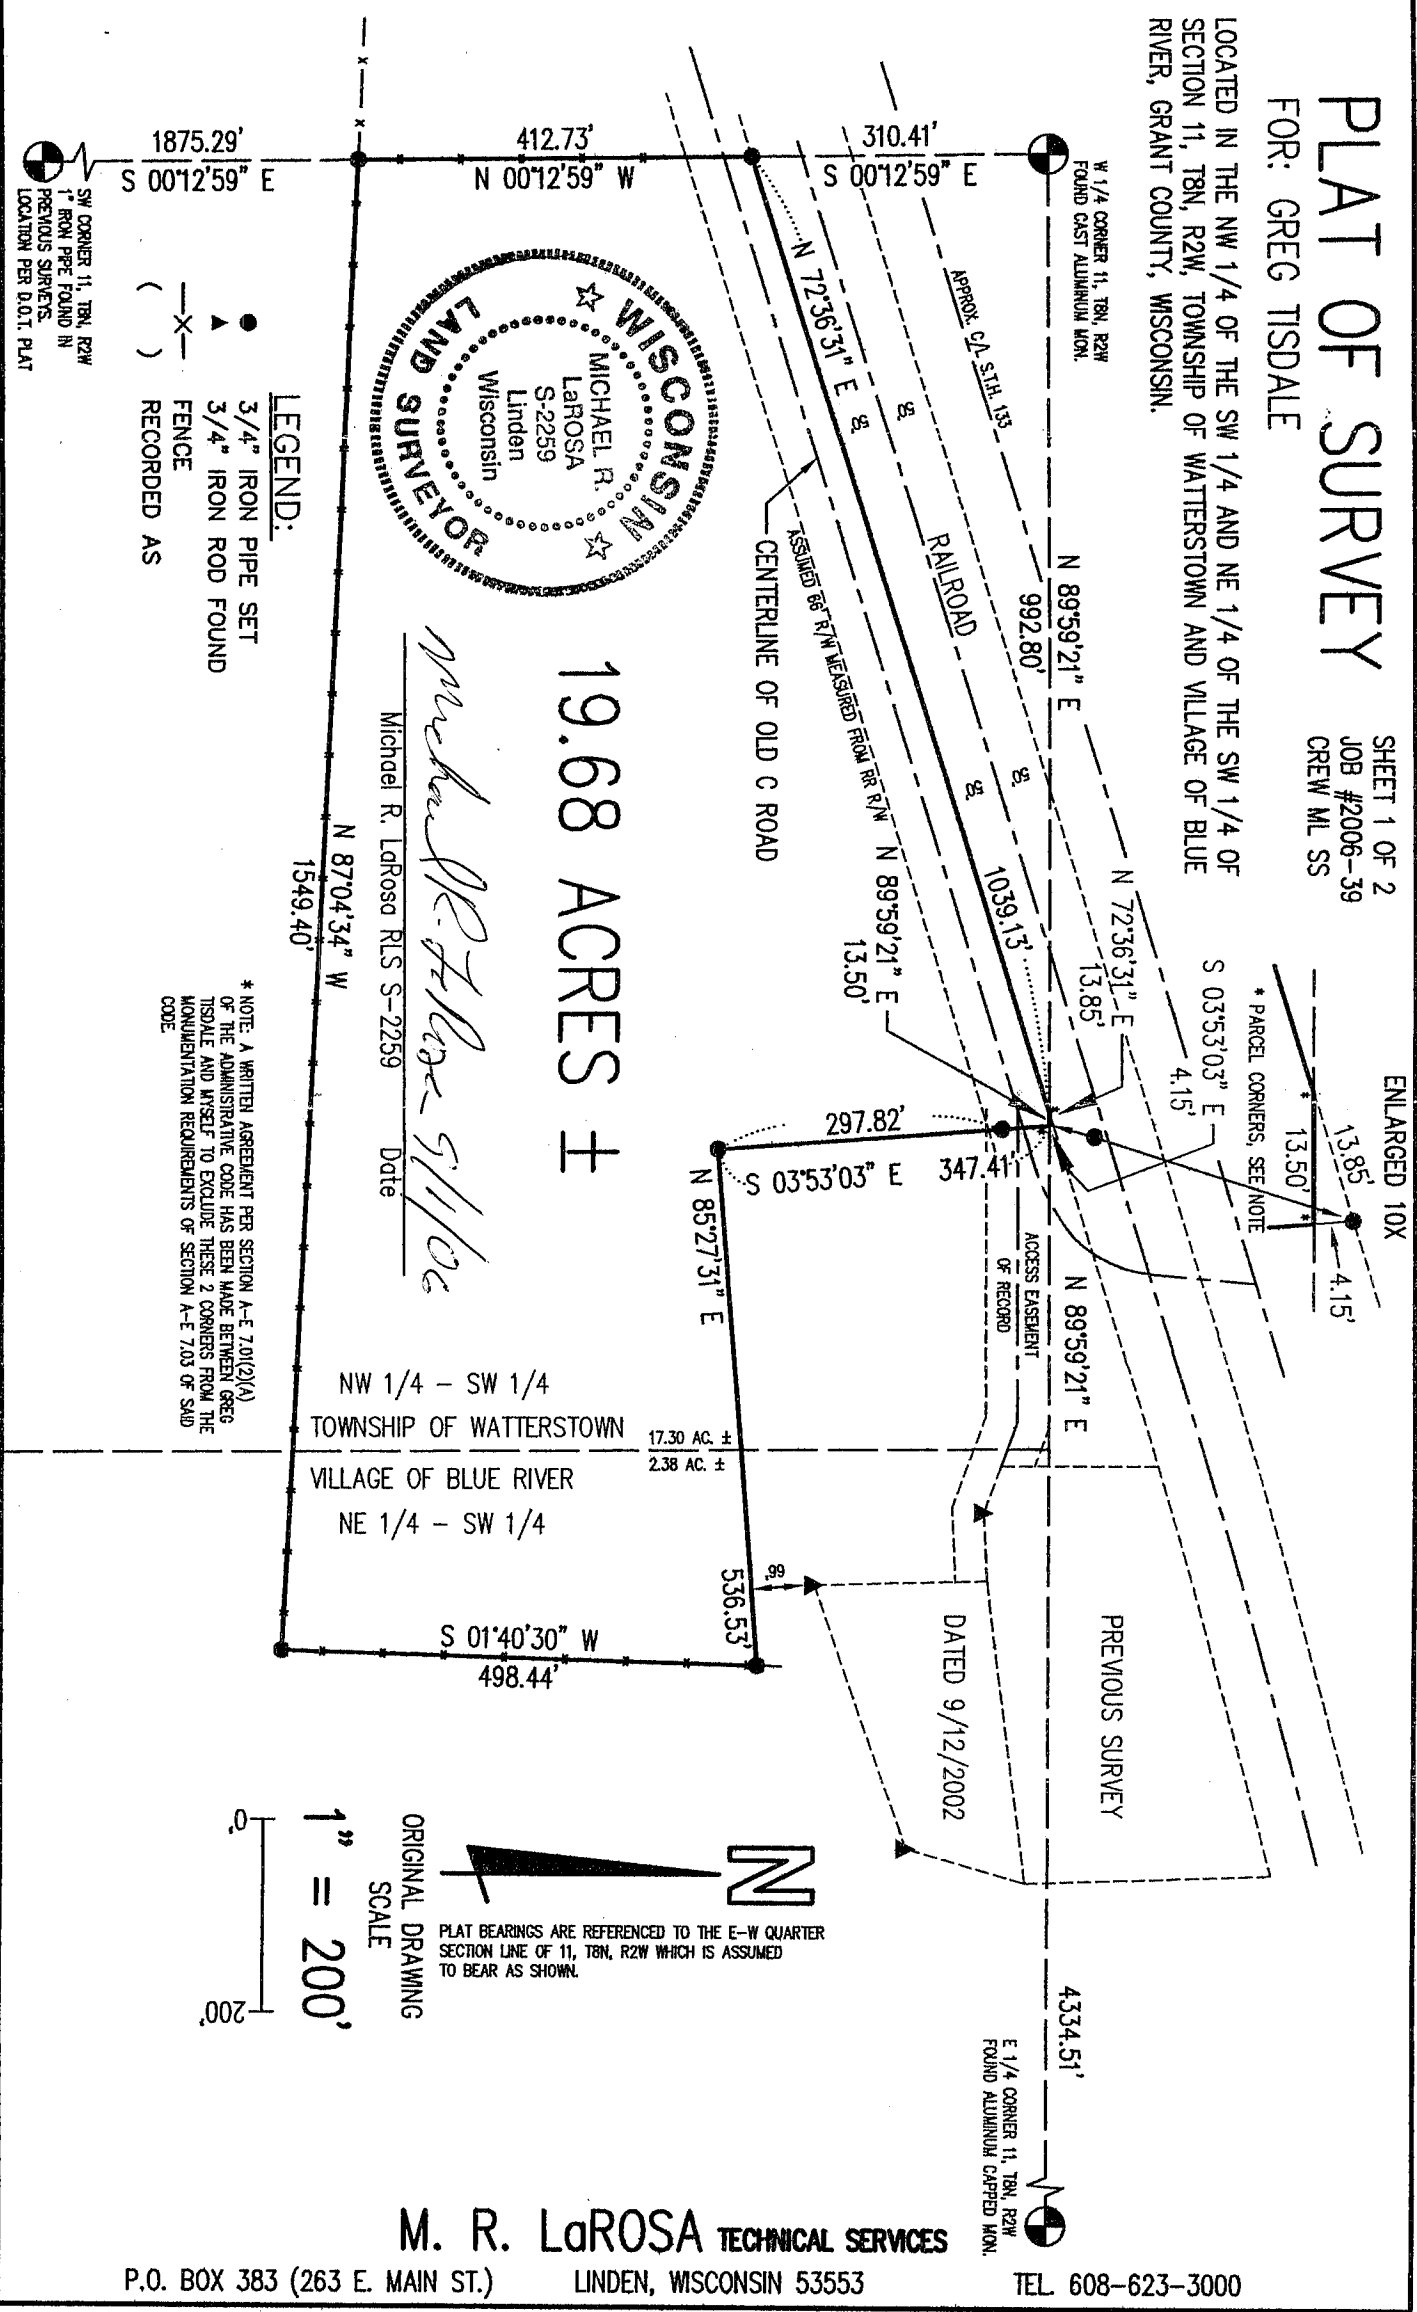 PLAT OF SURVEY
FOR: GREG TISDALE
LOCATED IN THE NW 1/4 OF THE SW 1/4 AND NE 1/4 OF THE SW 1/4 OF
SECTION 11, T8N, R2W, TOWNSHIP OF WATTERSTOWN AND VILLAGE OF BLUE
RIVER, GRANT COUNTY, WISCONSIN.
SHEET 1 OF 2
JOB #2006-39
CREW ML SS
ENLARGED 10X
13.85'
13.50'
4.15'
* PARCEL CORNERS, SEE NOTE
S 03°53'03" E
4.15'
N 72°36'31" E
13.85'
W 1/4 CORNER 11, T8N, R2W
FOUND CAST ALUMINUM MON.
N 89°59'21" E
992.80'
N 89°59'21" E
4334.51'
E 1/4 CORNER 11, T8N, R2W
FOUND ALUMINUM CAPPED MON.
310.41'
S 00°12'59" E
APPROX. C/L S.T.H. 133
50'
50'
RAILROAD
50'
50'
N 72°36'31" E
1039.13'
ASSUMED 66' R/W MEASURED FROM RR R/W
CENTERLINE OF OLD C ROAD
N 89°59'21" E
13.50'
412.73'
N 00°12'59" W
297.82'
S 03°53'03" E
347.41'
ACCESS EASEMENT
OF RECORD
PREVIOUS SURVEY
DATED 9/12/2002
N 85°27'31" E
536.53'
66'
19.68 ACRES ±
WISCONSIN
MICHAEL R.
LaROSA
S-2259
Linden
Wisconsin
LAND SURVEYOR
Michael R. LaRosa 5/1/06
Michael R. LaRosa RLS S-2259 Date
17.30 AC. ±
2.38 AC. ±
NW 1/4 - SW 1/4
TOWNSHIP OF WATTERSTOWN
VILLAGE OF BLUE RIVER
NE 1/4 - SW 1/4
S 01°40'30" W
498.44'
N 87°04'34" W
1549.40'
1875.29'
S 00°12'59" E
SW CORNER 11, T8N, R2W
1" IRON PIPE FOUND IN
PREVIOUS SURVEYS.
LOCATION PER D.O.T. PLAT
LEGEND:
3/4" IRON PIPE SET
3/4" IRON ROD FOUND
—X— FENCE
( ) RECORDED AS
* NOTE: A WRITTEN AGREEMENT PER SECTION A-E 7.01(2)(A)
OF THE ADMINISTRATIVE CODE HAS BEEN MADE BETWEEN GREG
TISDALE AND MYSELF TO EXCLUDE THESE 2 CORNERS FROM THE
MONUMENTATION REQUIREMENTS OF SECTION A-E 7.03 OF SAID
CODE.
N
PLAT BEARINGS ARE REFERENCED TO THE E-W QUARTER
SECTION LINE OF 11, T8N, R2W WHICH IS ASSUMED
TO BEAR AS SHOWN.
ORIGINAL DRAWING
SCALE
1" = 200'
0' 200'
M. R. LaROSA TECHNICAL SERVICES
P.O. BOX 383 (263 E. MAIN ST.) LINDEN, WISCONSIN 53553 TEL. 608-623-3000